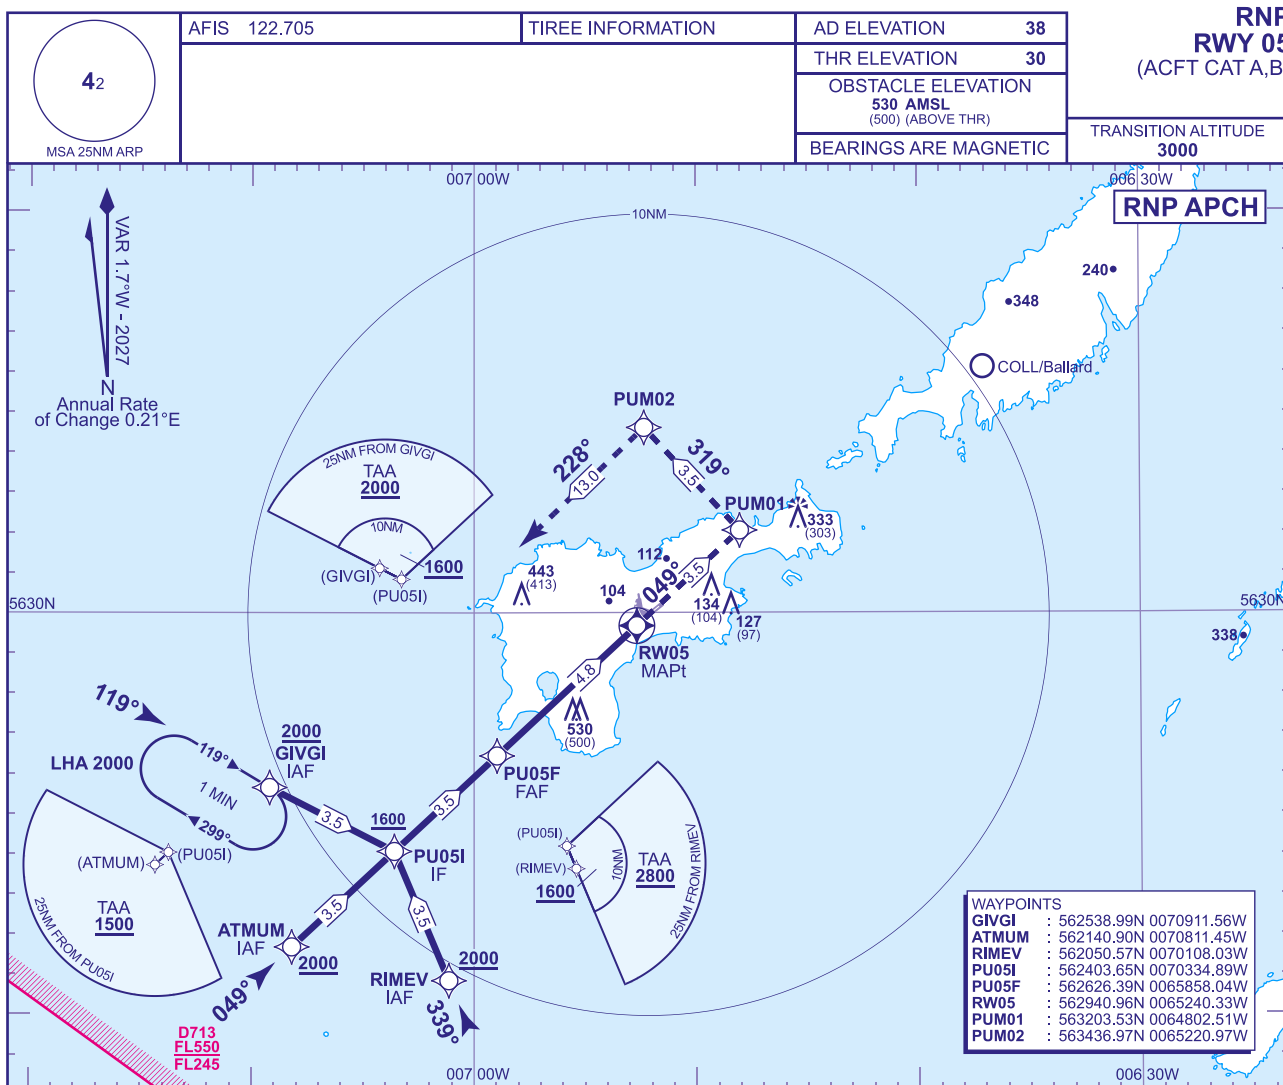 42
MSA 25NM ARP
AFIS 122.705
TIREE INFORMATION
AD ELEVATION 38
THR ELEVATION 30
OBSTACLE ELEVATION
530 AMSL
(500) (ABOVE THR)
BEARINGS ARE MAGNETIC
RNP
RWY 05
(ACFT CAT A,B
TRANSITION ALTITUDE
3000
007 00W
006 30W
RNP APCH
10NM
VAR 1.7°W - 2027
N
Annual Rate
of Change 0.21°E
240
348
COLL/Ballard
PUM02
228°
13.0
319°
3.5
PUM01
333
(303)
25NM FROM GIVGI
TAA
2000
10NM
1600
(GIVGI)
(PU05I)
443
(413)
112
104
049°
3.5
134
(104)
127
(97)
5630N
5630N
338
RW05
MAPt
4.8
530
(500)
119°
LHA 2000
119°
1 MIN
299°
2000
GIVGI
IAF
3.5
1600
3.5
PU05F
FAF
PU05I
IF
(PU05I)
(ATMUM)
TAA
1500
25NM FROM PU05I
(PU05I)
(RIMEV)
1600
10NM
TAA
2800
25NM FROM RIMEV
3.5
3.5
ATMUM
IAF
2000
049°
RIMEV
IAF
2000
339°
D713
FL550
FL245
WAYPOINTS
GIVGI : 562538.99N 0070911.56W
ATMUM : 562140.90N 0070811.45W
RIMEV : 562050.57N 0070108.03W
PU05I : 562403.65N 0070334.89W
PU05F : 562626.39N 0065858.04W
RW05 : 562940.96N 0065240.33W
PUM01 : 563203.53N 0064802.51W
PUM02 : 563436.97N 0065220.97W
007 00W
006 30W